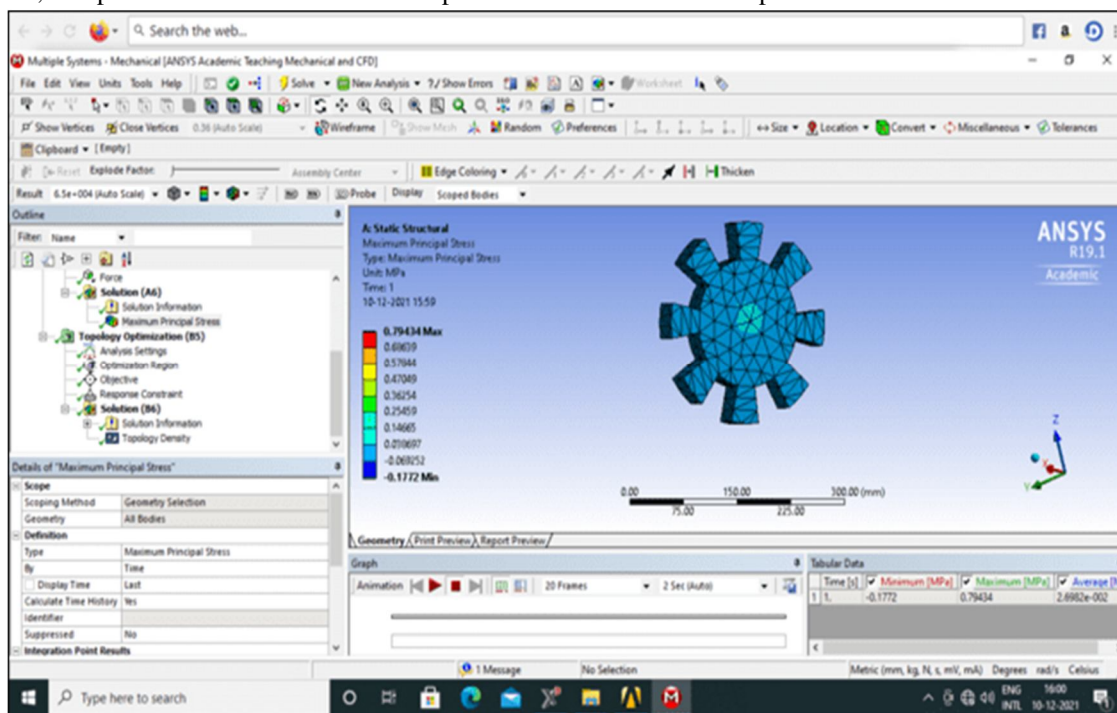 Search the web...
Multiple Systems - Mechanical [ANSYS Academic Teaching Mechanical and CFD]
File Edit View Units Tools Help Solve New Analysis ?/ Show Errors Worksheet
Show Vertices Close Vertices 0.36 (Auto Scale) Wireframe Show Mesh Random Preferences Size Location Convert Miscellaneous Tolerances
Clipboard [Empty]
Reset Explode Factor: Assembly Center Edge Coloring Thicken
Result 6.5e+004 (Auto Scale) Probe Display Scoped Bodies
Outline
Filter: Name
Force
Solution (A6)
Solution Information
Maximum Principal Stress
Topology Optimization (B5)
Analysis Settings
Optimization Region
Objective
Response Constraint
Solution (B6)
Solution Information
Topology Density
Details of "Maximum Principal Stress"
Scope
Scoping Method Geometry Selection
Geometry All Bodies
Definition
Type Maximum Principal Stress
By Time
Display Time Last
Calculate Time History Yes
Identifier
Suppressed No
Integration Point Results
A: Static Structural
Maximum Principal Stress
Type: Maximum Principal Stress
Unit: MPa
Time: 1
10-12-2021 15:59
0.79434 Max
0.68639
0.57844
0.47049
0.36254
0.25459
0.14665
0.038697
-0.069252
-0.1772 Min
ANSYS
R19.1
Academic
Z
X
Y
0.00 150.00 300.00 (mm)
75.00 225.00
Geometry Print Preview Report Preview
Graph
Animation 20 Frames 2 Sec (Auto)
Tabular Data
Time [s] Minimum [MPa] Maximum [MPa] Average [M
1 1. -0.1772 0.79434 2.6982e-002
1 Message No Selection Metric (mm, kg, N, s, mV, mA) Degrees rad/s Celsius
Type here to search
ENG 16:00
INTL 10-12-2021